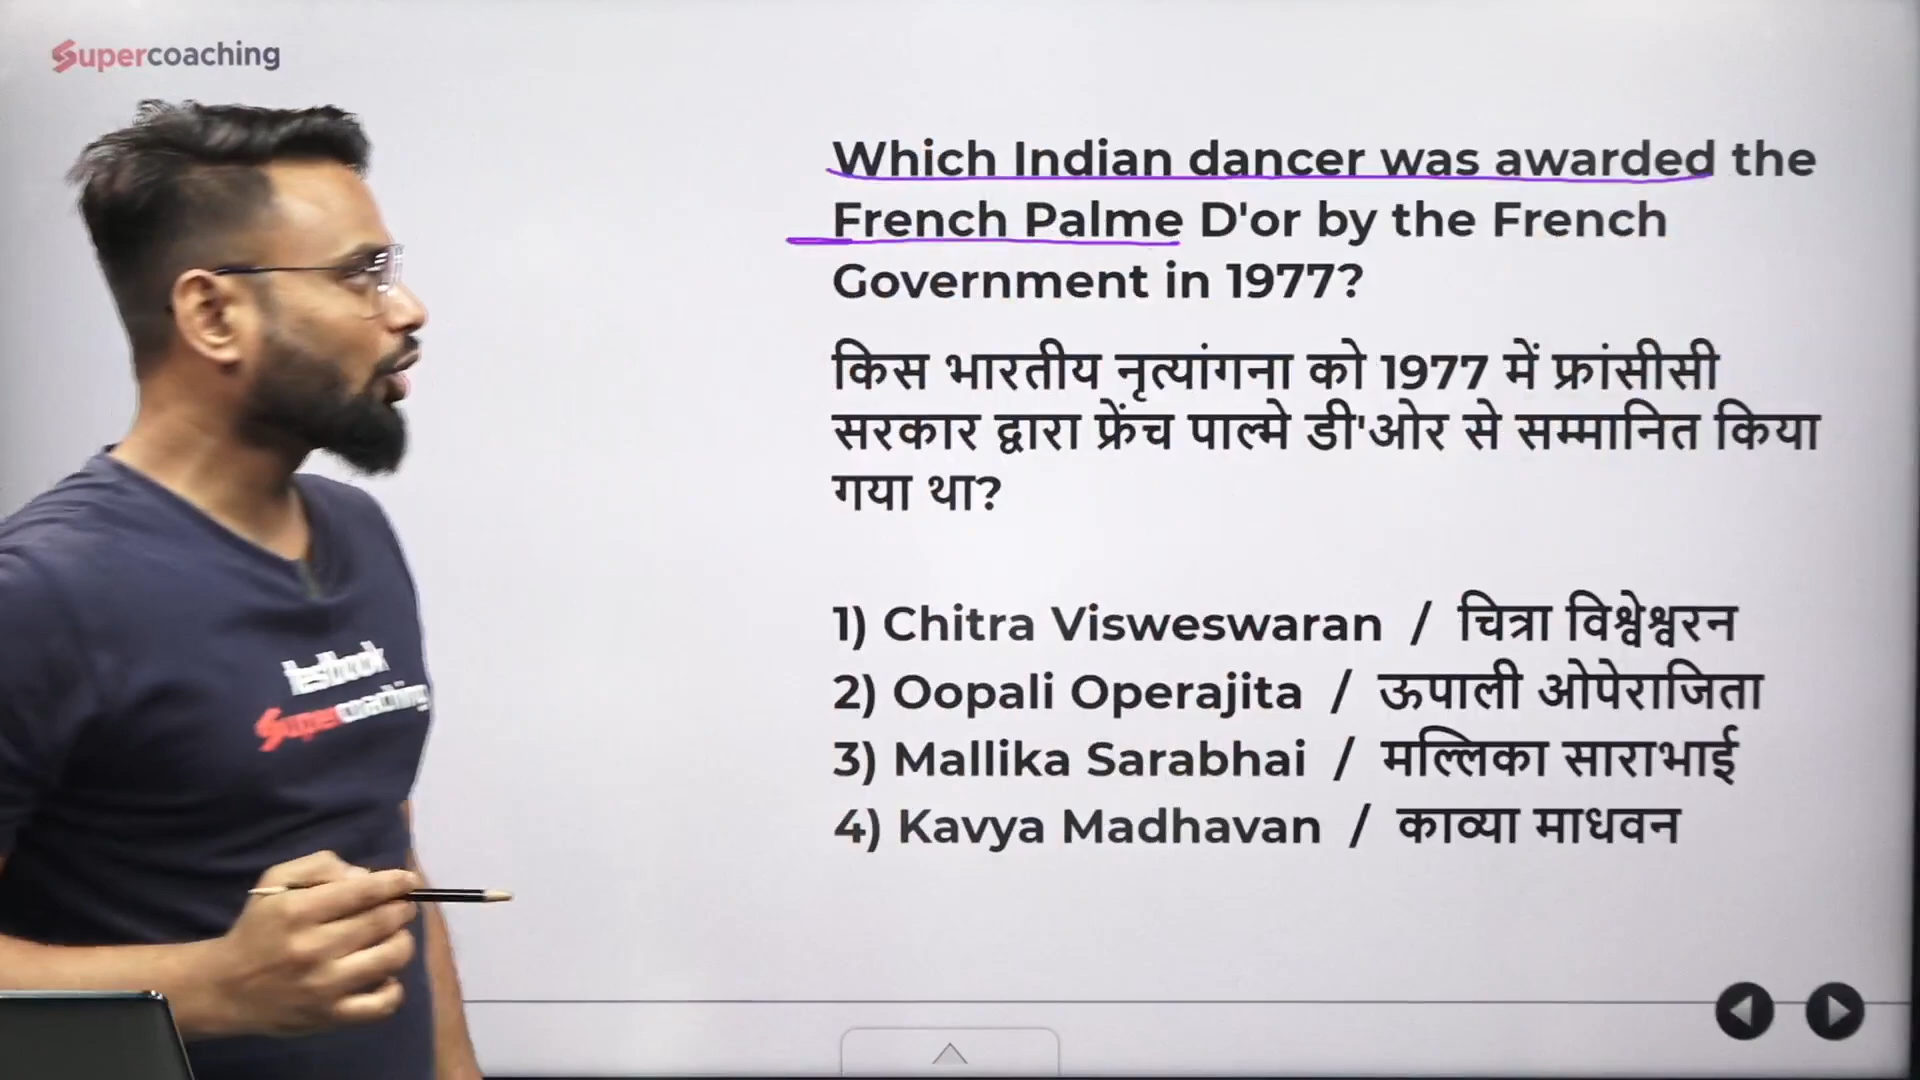 Supercoaching
Which Indian dancer was awarded the
French Palme D'or by the French
Government in 1977?
किस भारतीय नृत्यांगना को 1977 में फ्रांसीसी
सरकार द्वारा फ्रेंच पाल्मे डी'ओर से सम्मानित किया
गया था?
1) Chitra Visweswaran / चित्रा विश्वेश्वरन
2) Oopali Operajita / ऊपाली ओपेराजिता
3) Mallika Sarabhai / मल्लिका साराभाई
4) Kavya Madhavan / काव्या माधवन
testbook
Supercoaching